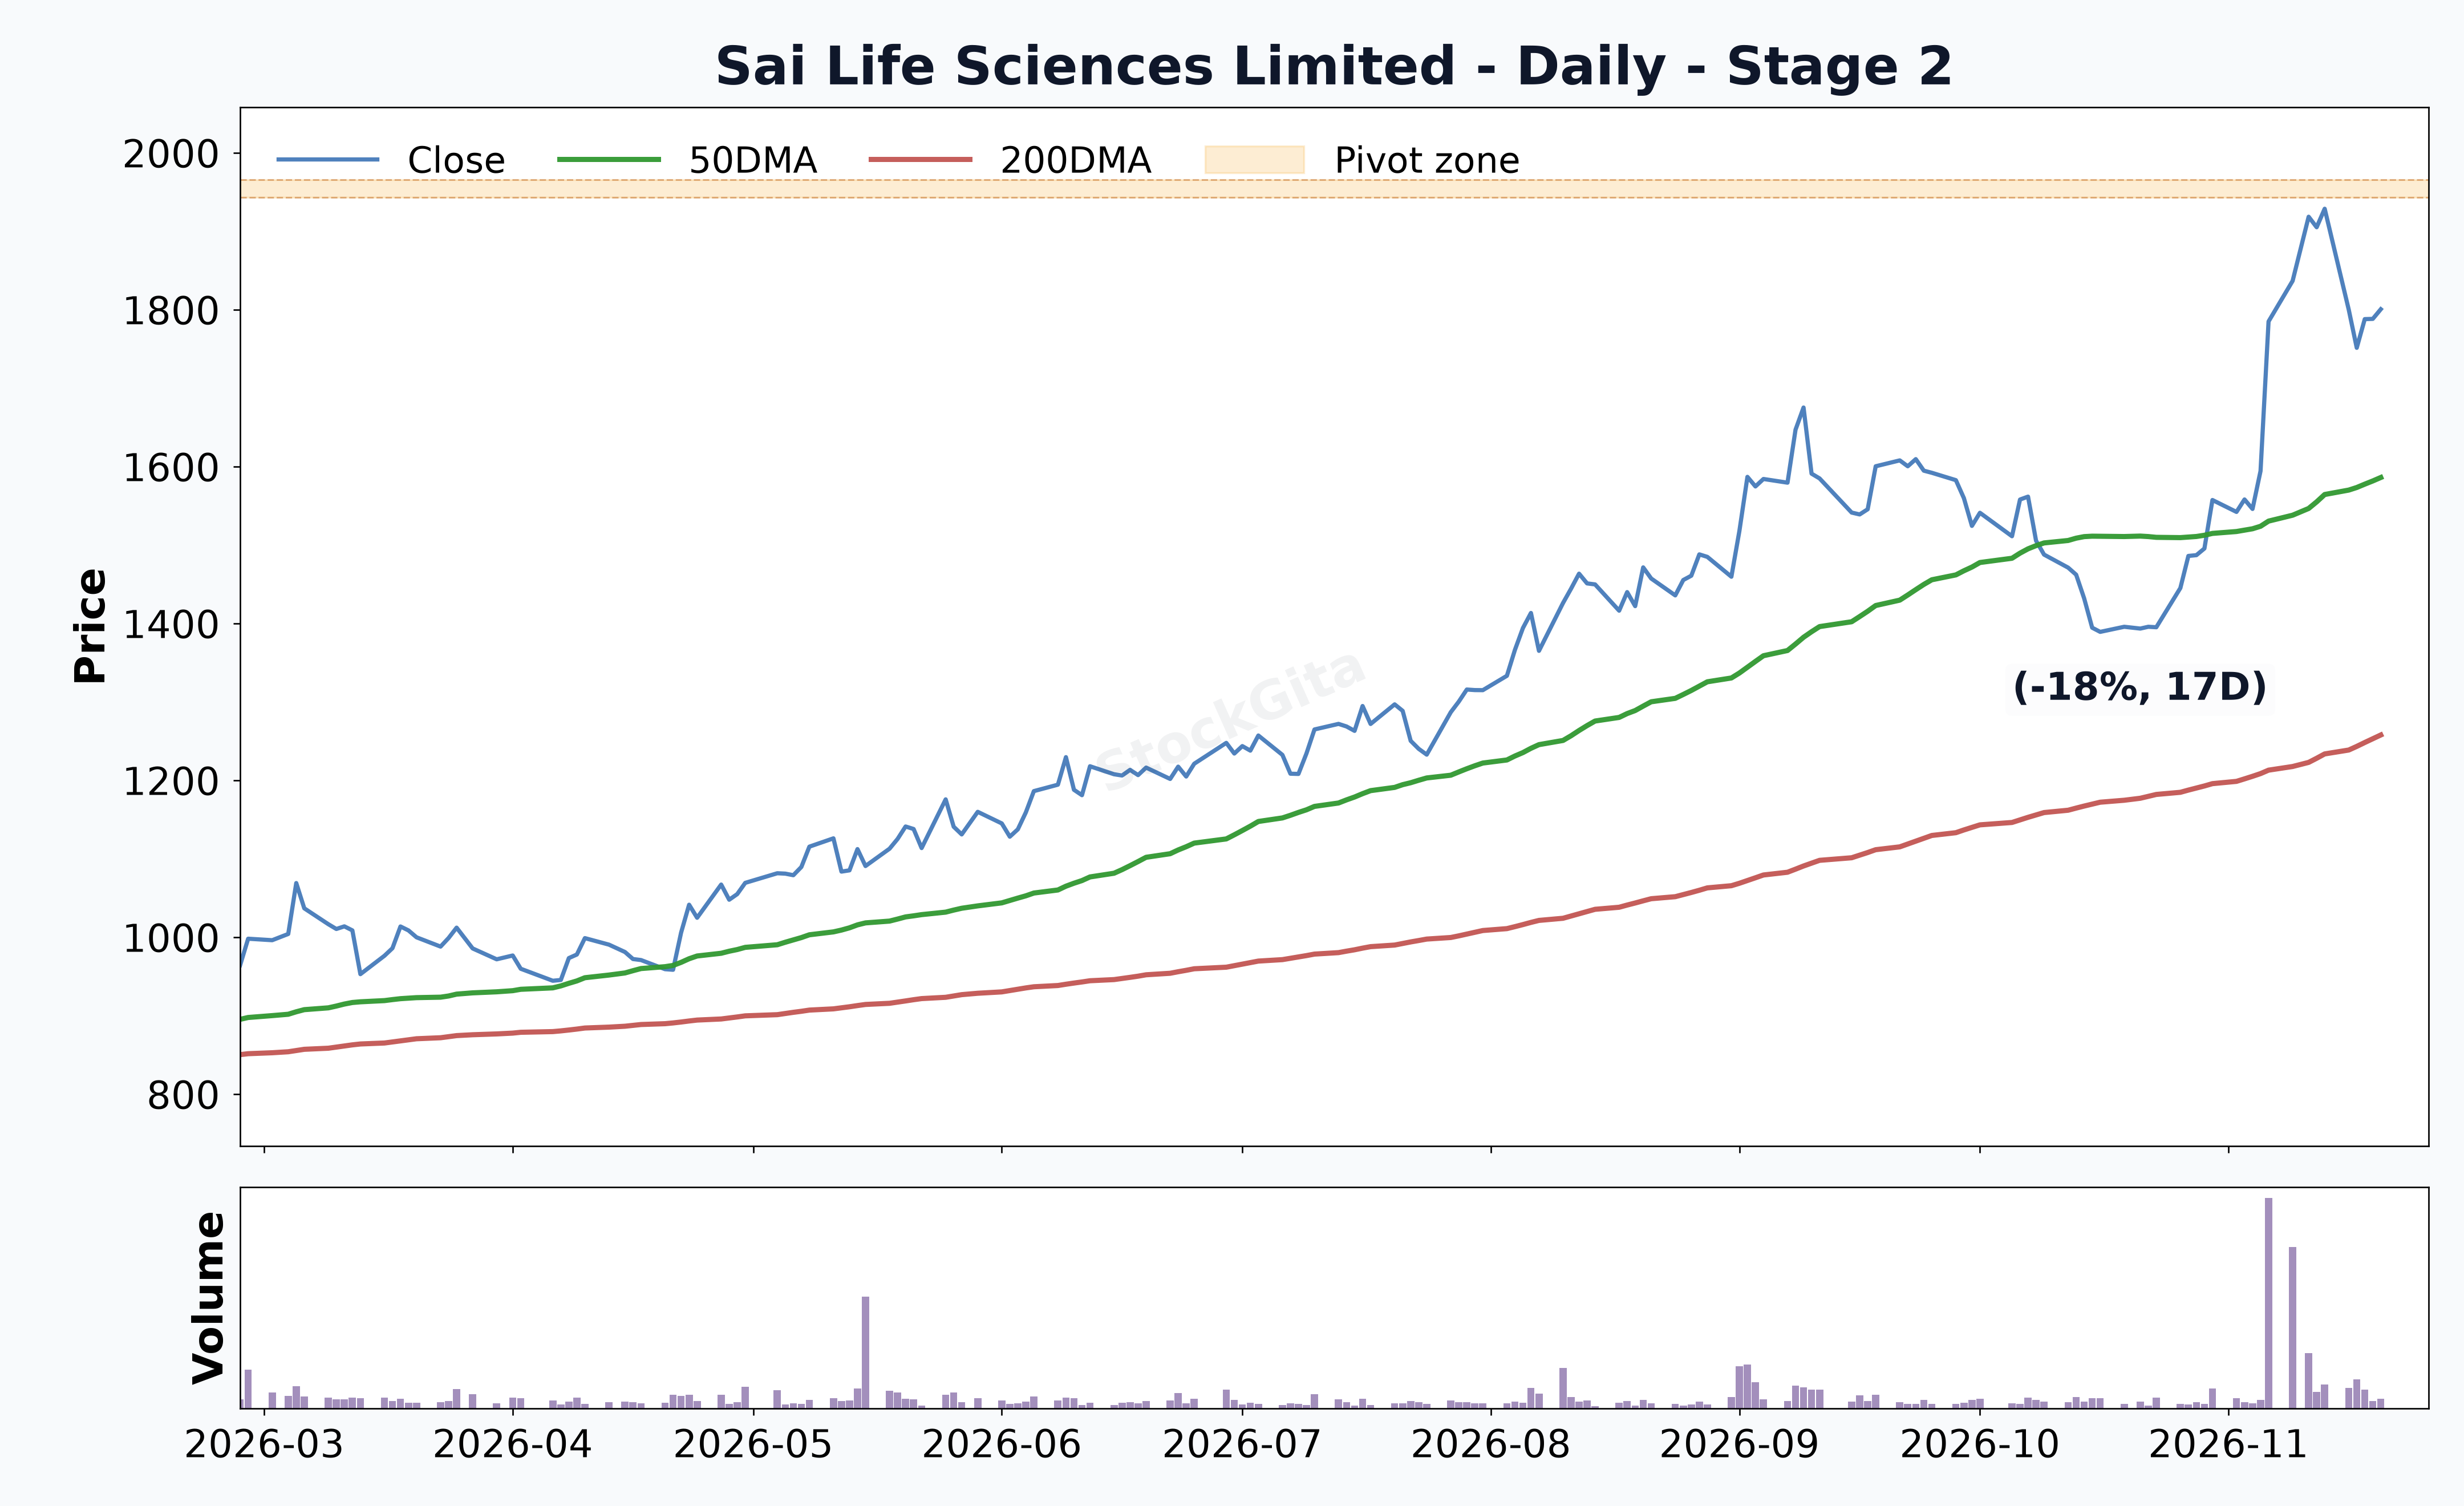 Sai Life Sciences Limited - Daily - Stage 2
Close 50DMA 200DMA Pivot zone
2000
1800
1600
1400
1200
1000
800
Price
StockGita
(-18%, 17D)
Volume
2026-03 2026-04 2026-05 2026-06 2026-07 2026-08 2026-09 2026-10 2026-11